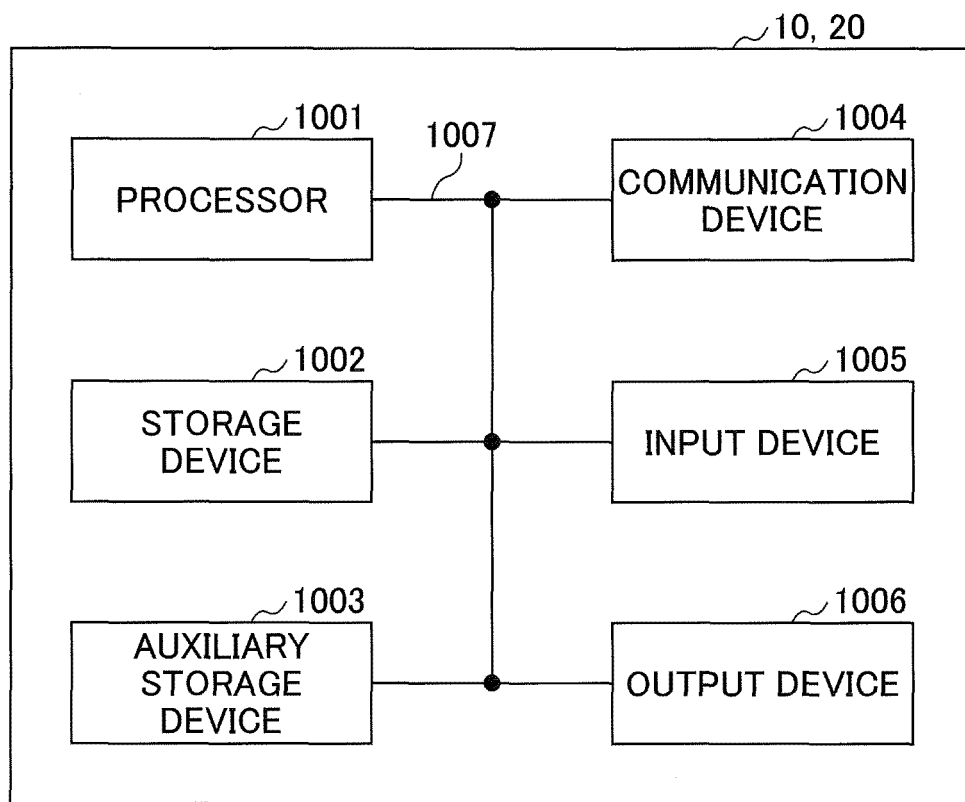 10, 20
1001
PROCESSOR
1007
1004
COMMUNICATION
DEVICE
1002
STORAGE
DEVICE
1005
INPUT DEVICE
1003
AUXILIARY
STORAGE
DEVICE
1006
OUTPUT DEVICE